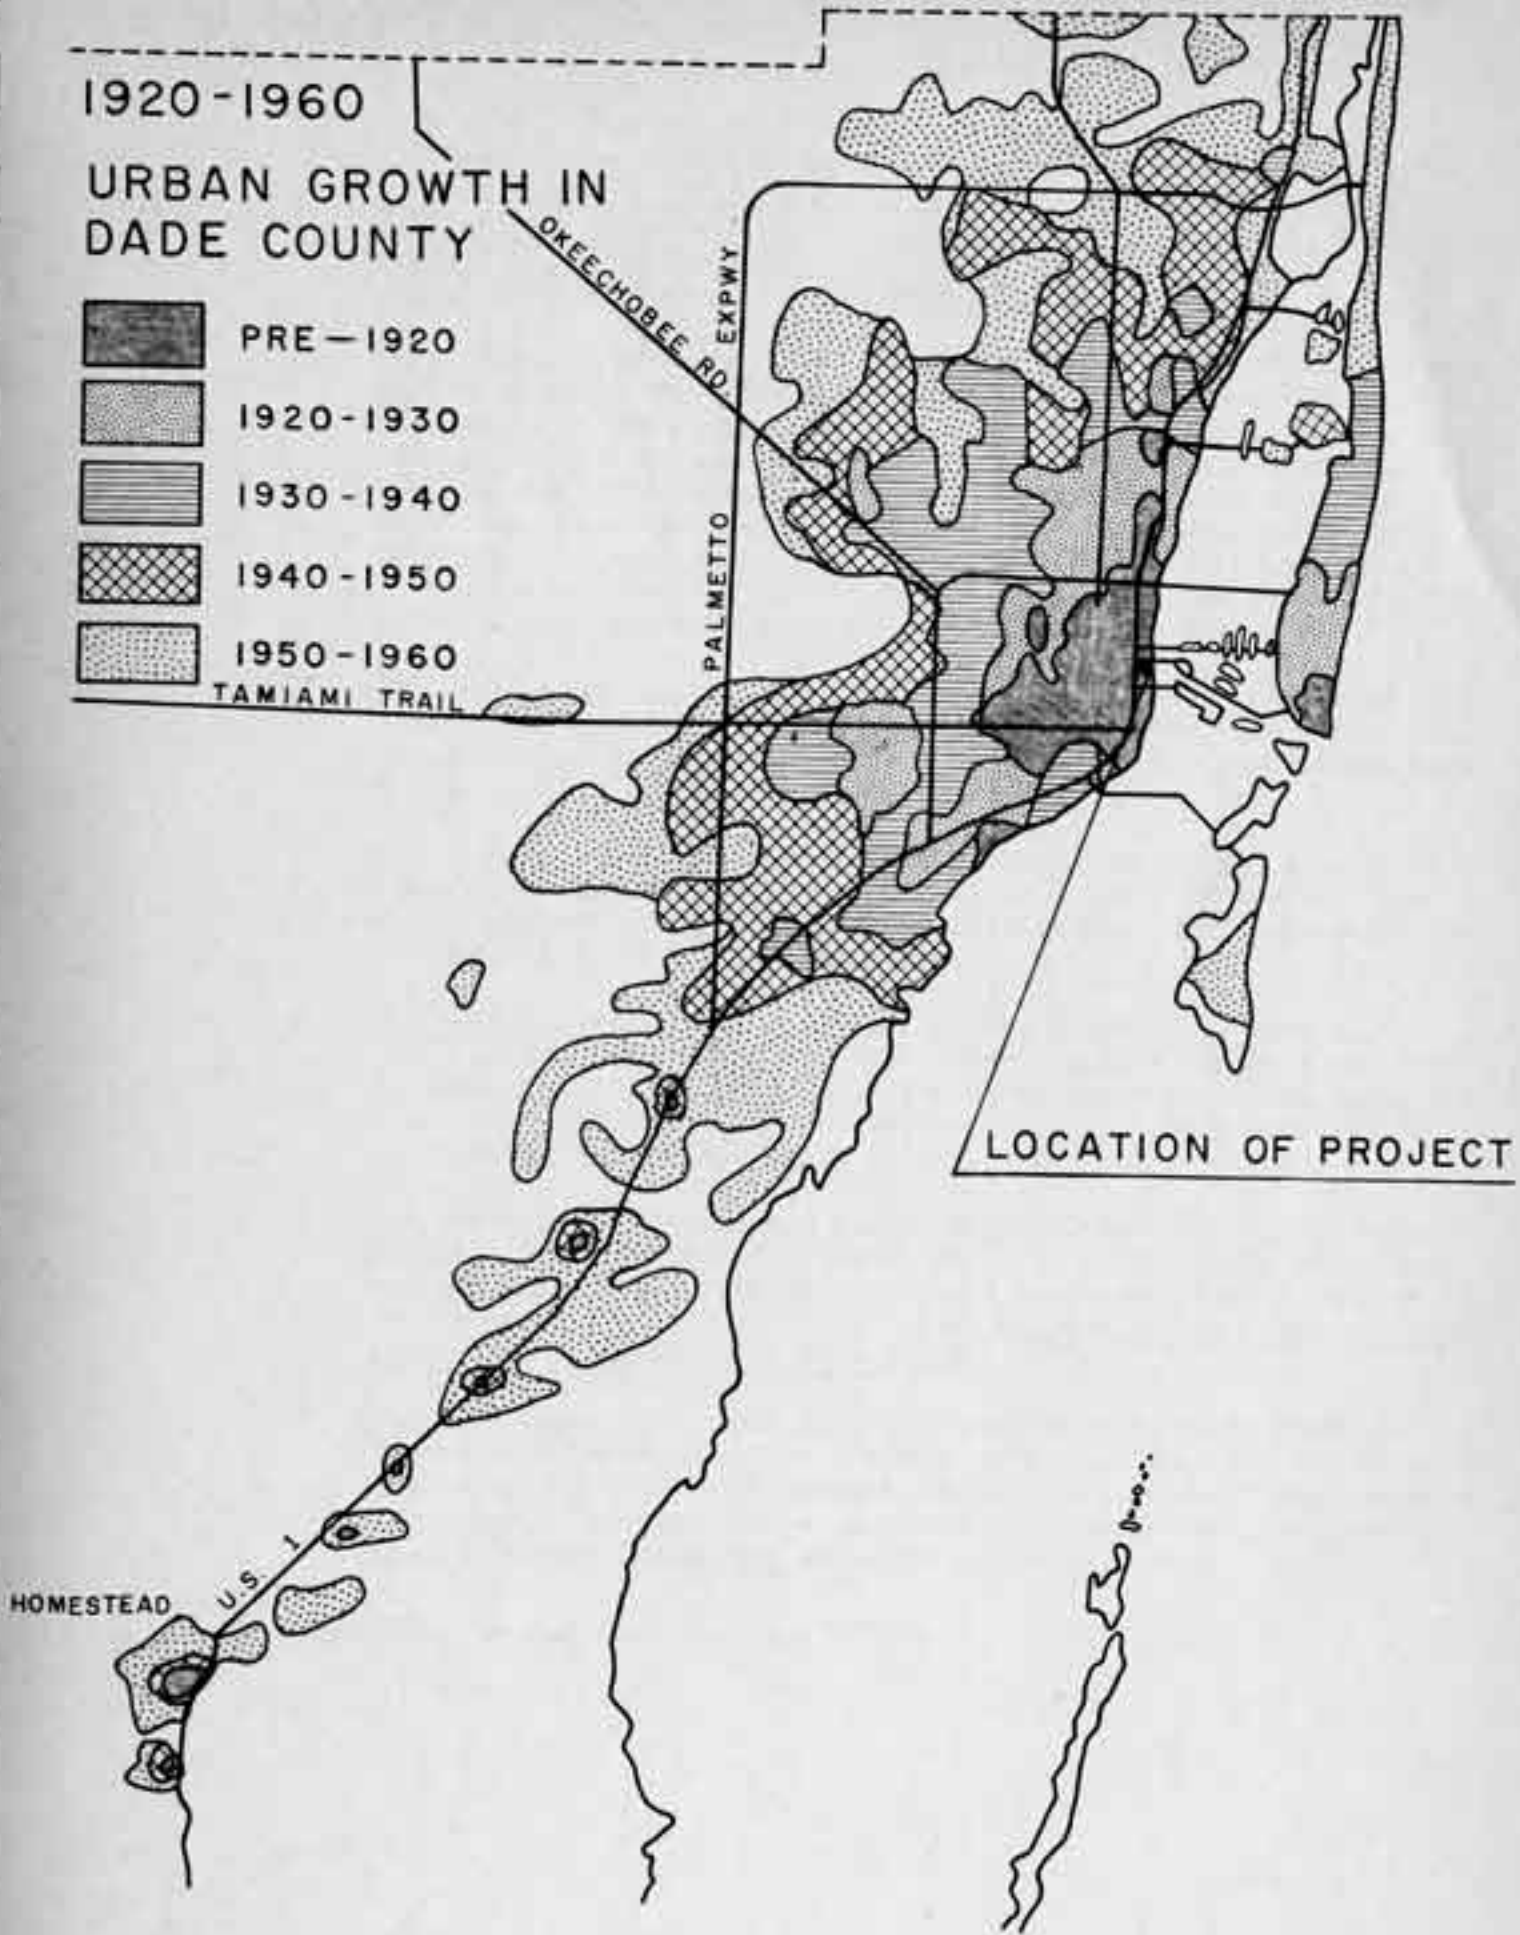 1920-1960
URBAN GROWTH IN
DADE COUNTY
PRE-1920
1920-1930
1930-1940
1940-1950
1950-1960
TAMIAMI TRAIL
OKEECHOBEE RD
PALMETTO EXPWY
LOCATION OF PROJECT
U.S. 1
HOMESTEAD